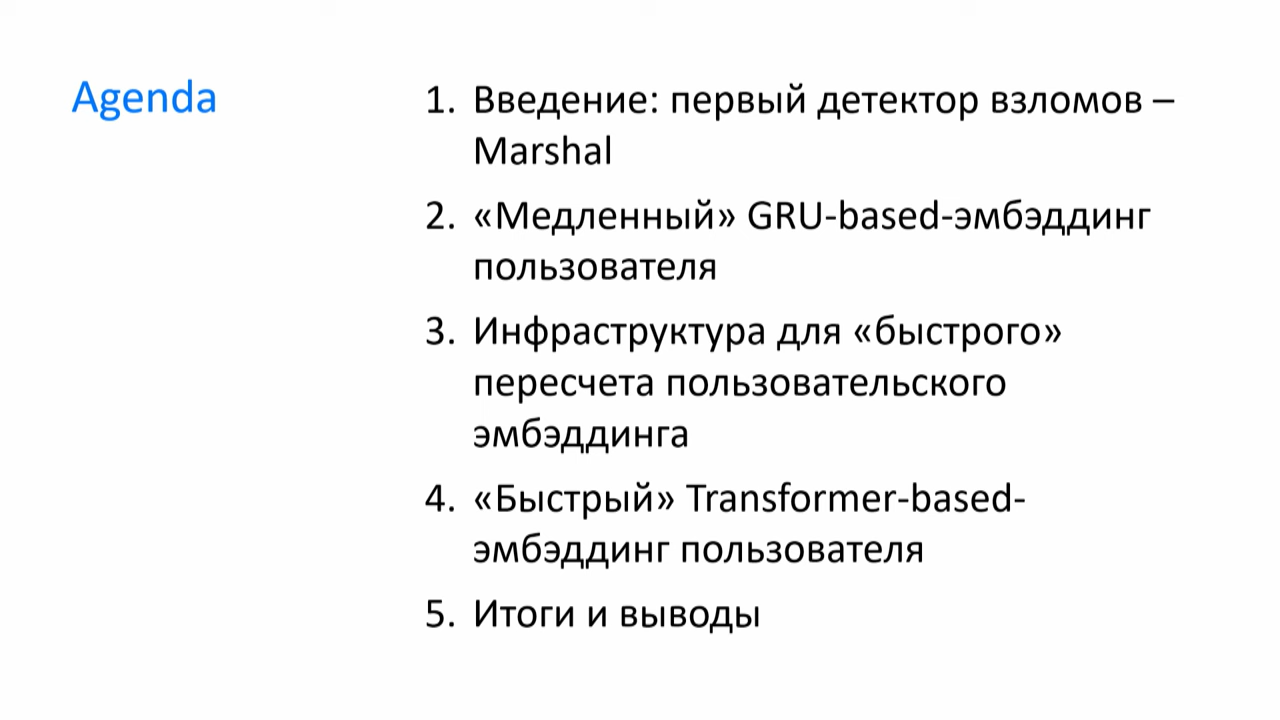 Agenda
1. Введение: первый детектор взломов –
Marshal
2. «Медленный» GRU-based-эмбэддинг
пользователя
3. Инфраструктура для «быстрого»
пересчета пользовательского
эмбэддинга
4. «Быстрый» Transformer-based-
эмбэддинг пользователя
5. Итоги и выводы